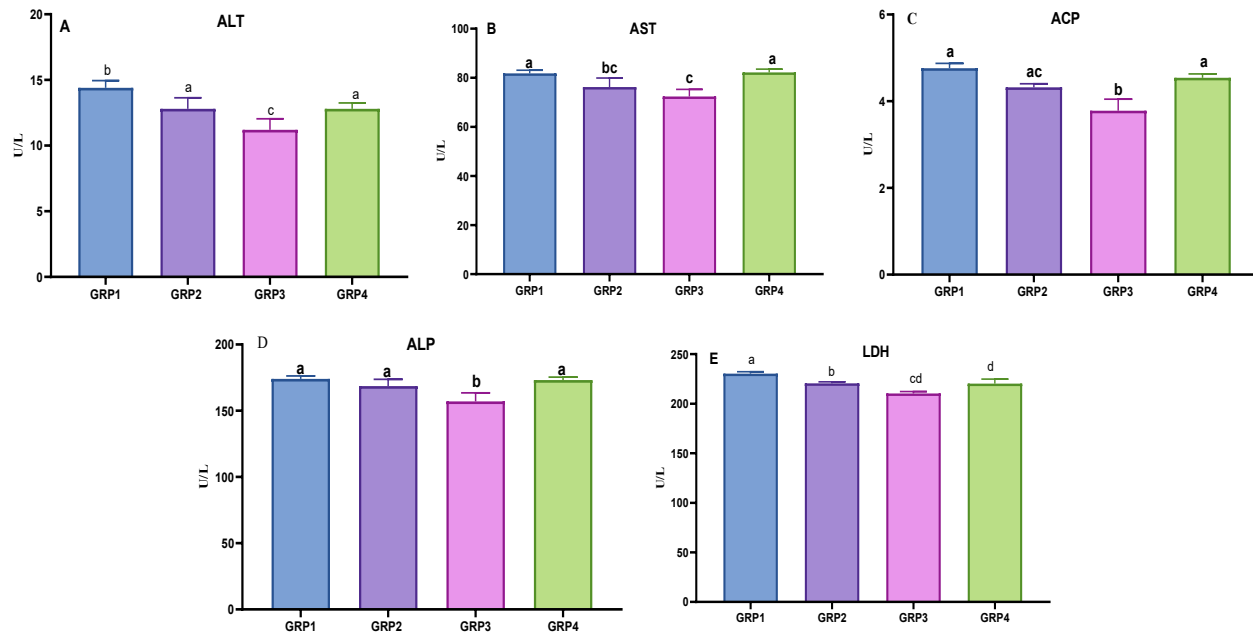 A ALT
20
15
10
5
0
U/L
b
a
c
a
GRP1 GRP2 GRP3 GRP4
B AST
100
80
60
40
20
0
U/L
a
bc
c
a
GRP1 GRP2 GRP3 GRP4
C ACP
6
4
2
0
U/L
a
ac
b
a
GRP1 GRP2 GRP3 GRP4
D ALP
200
150
100
50
0
U/L
a
a
b
a
GRP1 GRP2 GRP3 GRP4
E LDH
250
200
150
100
50
0
U/L
a
b
cd
d
GRP1 GRP2 GRP3 GRP4